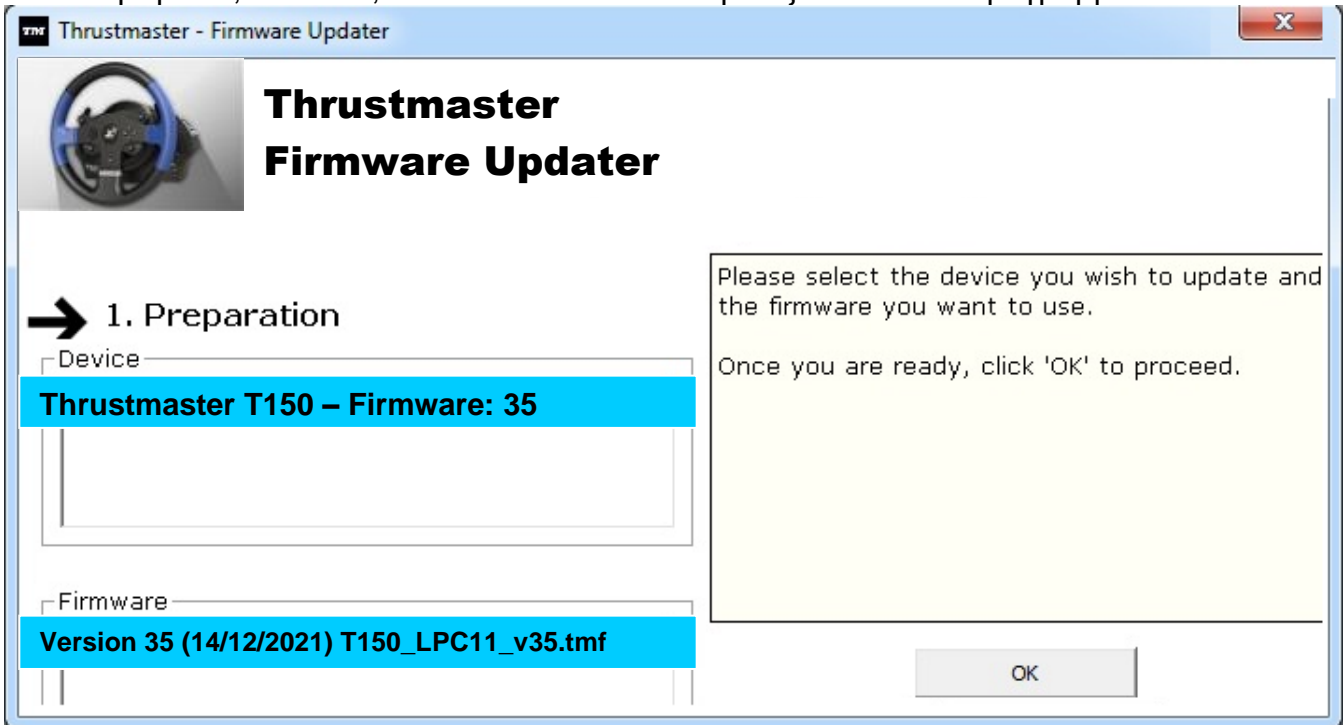 Thrustmaster - Firmware Updater
Thrustmaster
Firmware Updater
1. Preparation
Device
Thrustmaster T150 – Firmware: 35
Firmware
Version 35 (14/12/2021) T150_LPC11_v35.tmf
Please select the device you wish to update and
the firmware you want to use.
Once you are ready, click 'OK' to proceed.
OK